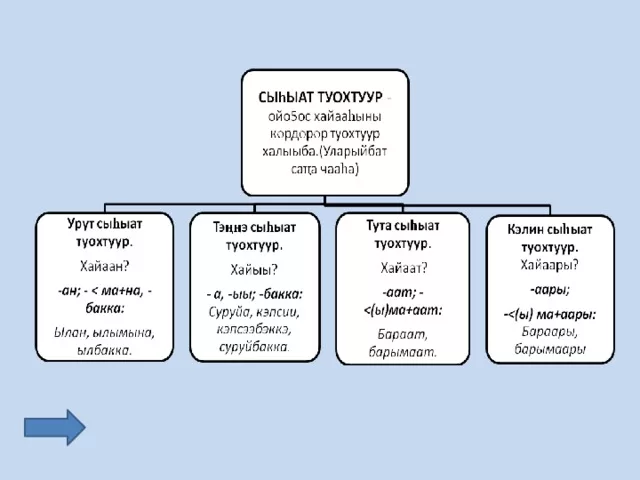 СЫҺЫАТ ТУОХТУУР -
ойо5ос хайааһыны
көрдөрөр туохтуур
халыыба.(Уларыйбат
саҥа чааһа)
Урут сыһыат
туохтуур.
Хайаан?
-ан; - < ма+на, -
бакка:
Ылан, ылымына,
ылбакка.
Тэҥнэ сыһыат
туохтуур.
Хайыы?
- а, -ыы; -бакка:
Суруйа, кэпсии,
кэпсээбэккэ,
суруйбакка.
Тута сыһыат
туохтуур.
Хайаат?
-аат; -
<(ы)ма+аат:
Бараат,
барымаат.
Кэлин сыһыат
туохтуур.
Хайаары?
-аары;
-<(ы) ма+аары:
Бараары,
барымаары